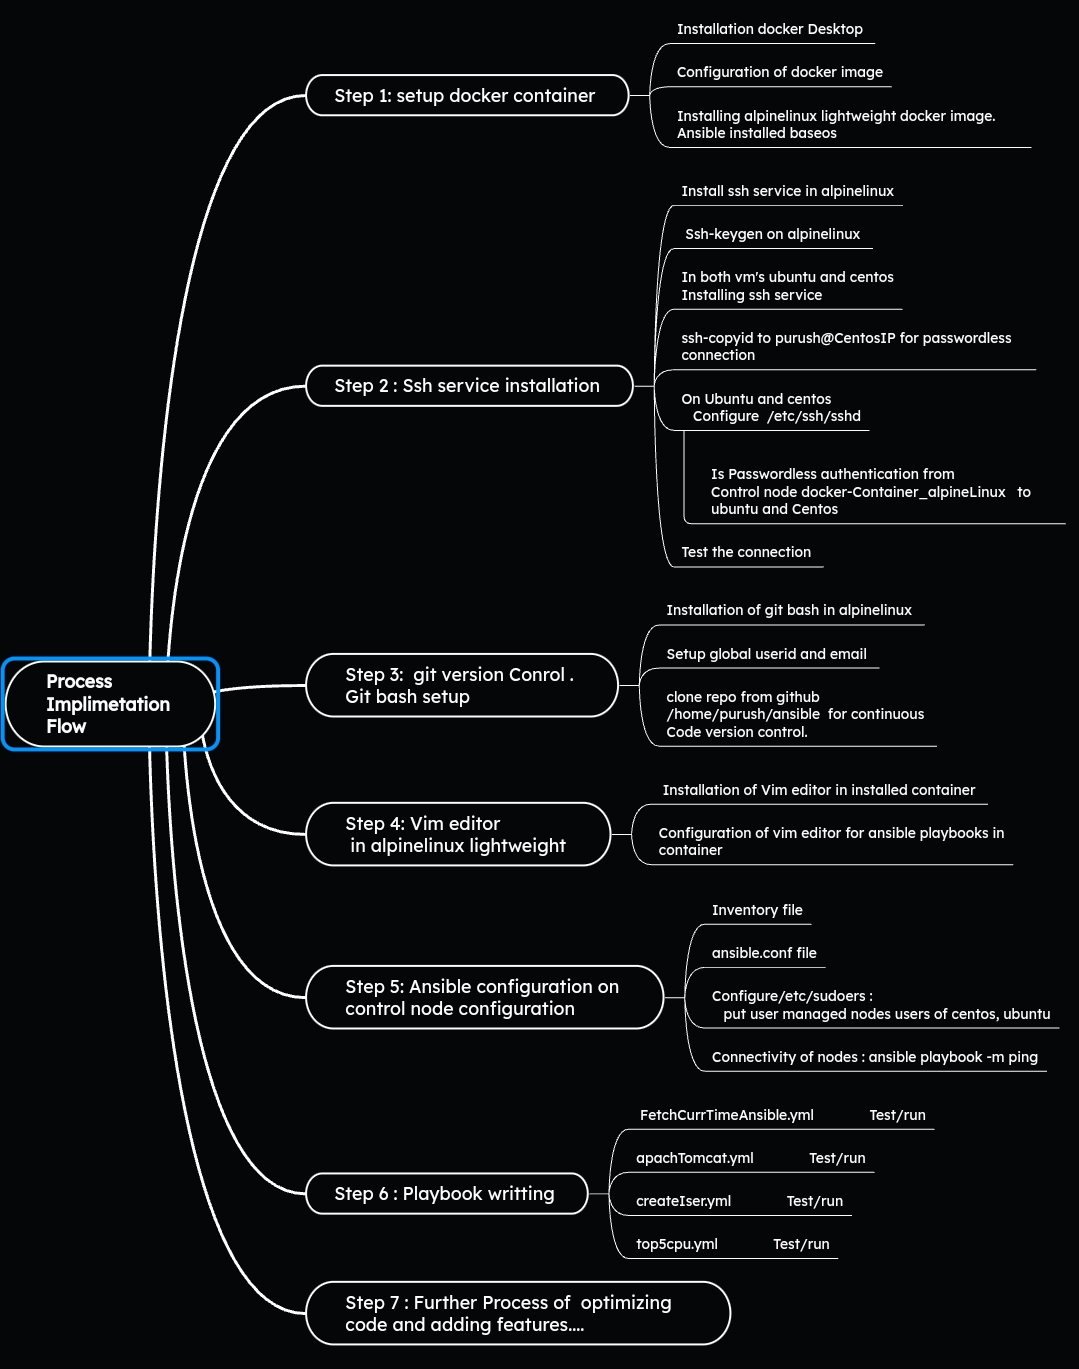 Process
Implimetation
Flow
Step 1: setup docker container
Installation docker Desktop
Configuration of docker image
Installing alpinelinux lightweight docker image.
Ansible installed baseos
Step 2 : Ssh service installation
Install ssh service in alpinelinux
Ssh-keygen on alpinelinux
In both vm's ubuntu and centos
Installing ssh service
ssh-copyid to purush@CentosIP for passwordless
connection
On Ubuntu and centos
Configure /etc/ssh/sshd
Is Passwordless authentication from
Control node docker-Container_alpineLinux to
ubuntu and Centos
Test the connection
Step 3: git version Conrol .
Git bash setup
Installation of git bash in alpinelinux
Setup global userid and email
clone repo from github
/home/purush/ansible for continuous
Code version control.
Step 4: Vim editor
in alpinelinux lightweight
Installation of Vim editor in installed container
Configuration of vim editor for ansible playbooks in
container
Step 5: Ansible configuration on
control node configuration
Inventory file
ansible.conf file
Configure/etc/sudoers :
put user managed nodes users of centos, ubuntu
Connectivity of nodes : ansible playbook -m ping
Step 6 : Playbook writting
FetchCurrTimeAnsible.yml Test/run
apachTomcat.yml Test/run
createIser.yml Test/run
top5cpu.yml Test/run
Step 7 : Further Process of optimizing
code and adding features....